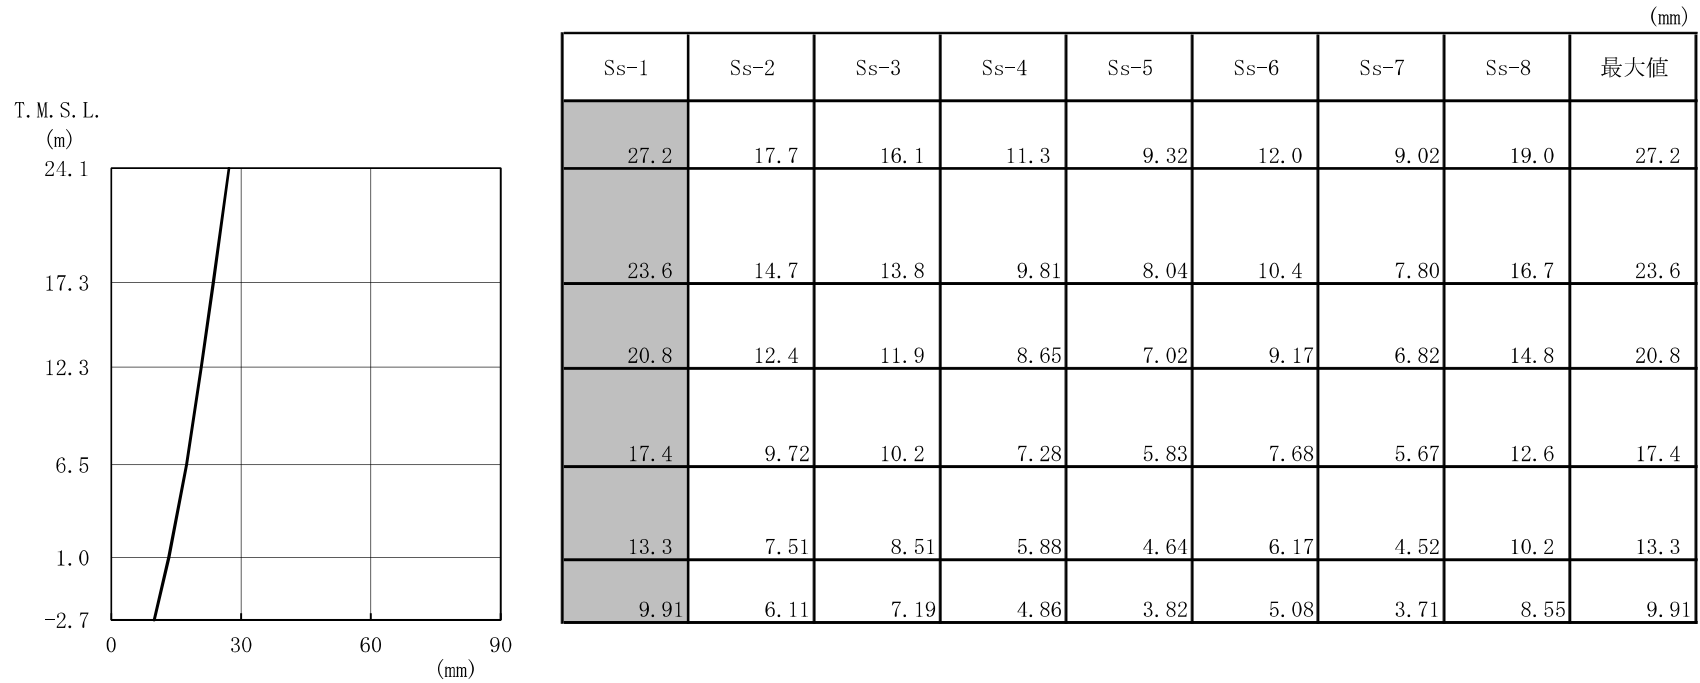 (mm)
Ss-1 Ss-2 Ss-3 Ss-4 Ss-5 Ss-6 Ss-7 Ss-8 最大値
T.M.S.L.
(m)
27.2 17.7 16.1 11.3 9.32 12.0 9.02 19.0 27.2
24.1
23.6 14.7 13.8 9.81 8.04 10.4 7.80 16.7 23.6
17.3
20.8 12.4 11.9 8.65 7.02 9.17 6.82 14.8 20.8
12.3
17.4 9.72 10.2 7.28 5.83 7.68 5.67 12.6 17.4
6.5
13.3 7.51 8.51 5.88 4.64 6.17 4.52 10.2 13.3
1.0
9.91 6.11 7.19 4.86 3.82 5.08 3.71 8.55 9.91
-2.7
0 30 60 90
(mm)